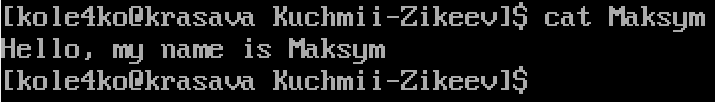 [kole4ko@krasava Kuchmii-Zikeev]$ cat Maksym
Hello, my name is Maksym
[kole4ko@krasava Kuchmii-Zikeev]$